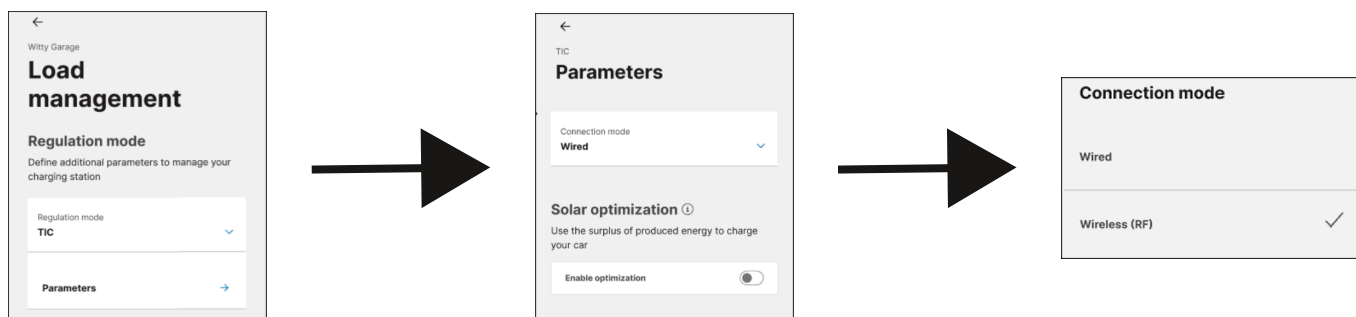 Witty Garage
Load
management
Regulation mode
Define additional parameters to manage your
charging station
Regulation mode
TIC
Parameters
TIC
Parameters
Connection mode
Wired
Solar optimization
Use the surplus of produced energy to charge
your car
Enable optimization
Connection mode
Wired
Wireless (RF)